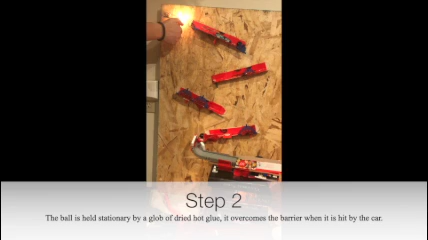 Step 2
The ball is held stationary by a glob of dried hot glue, it overcomes the barrier when it is hit by the car.